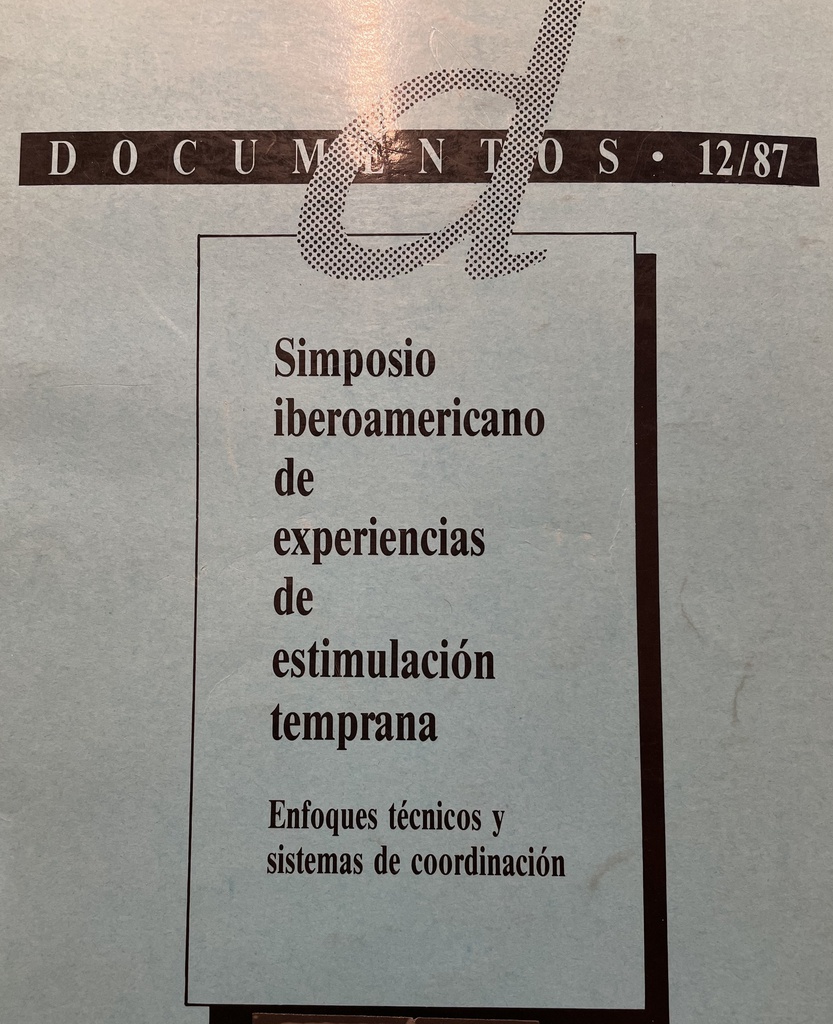 d
DOCUMENTOS · 12/87
Simposio
iberoamericano
de
experiencias
de
estimulación
temprana
Enfoques técnicos y
sistemas de coordinación